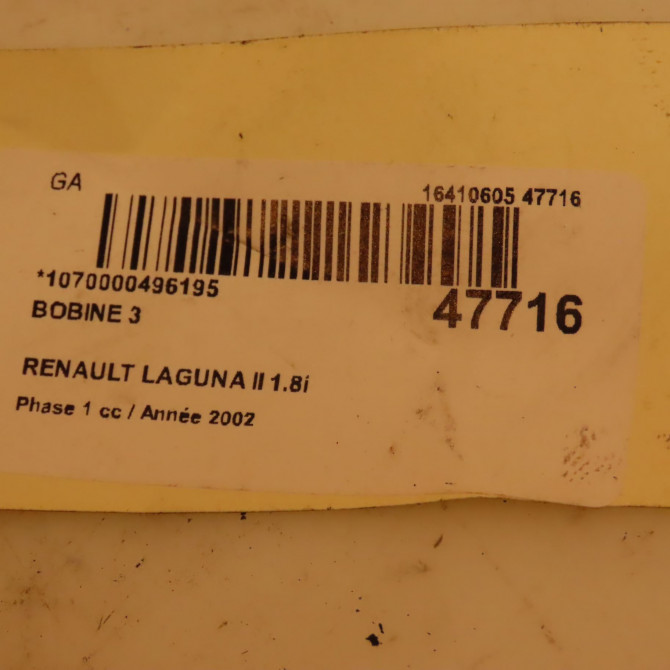 GA
16410605 47716
*1070000496195
47716
BOBINE 3
RENAULT LAGUNA II 1.8i
Phase 1 cc / Année 2002